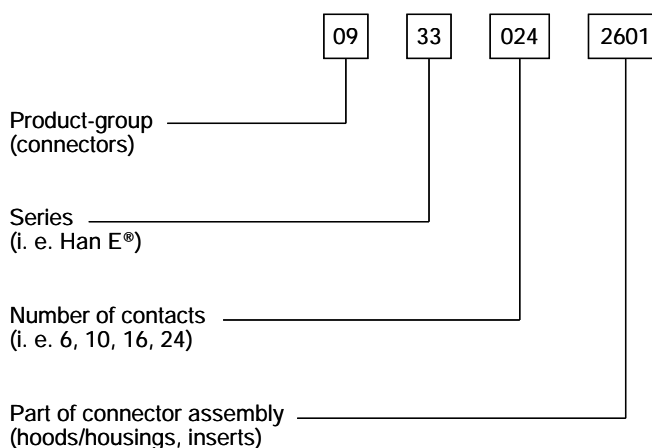 09 33 024 2601
Product-group
(connectors)
Series
(i. e. Han E®)
Number of contacts
(i. e. 6, 10, 16, 24)
Part of connector assembly
(hoods/housings, inserts)